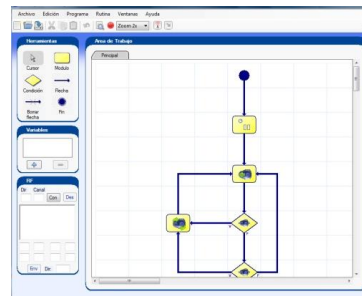 Archivo Edición Programa Rutina Ventanas Ayuda
Zoom 2x
Herramientas
Cursor Modulo
Condición Flecha
Borrar flecha Fin
Variables
RF
Dir Canal
Con Des
Env De
Area de Trabajo
Principal